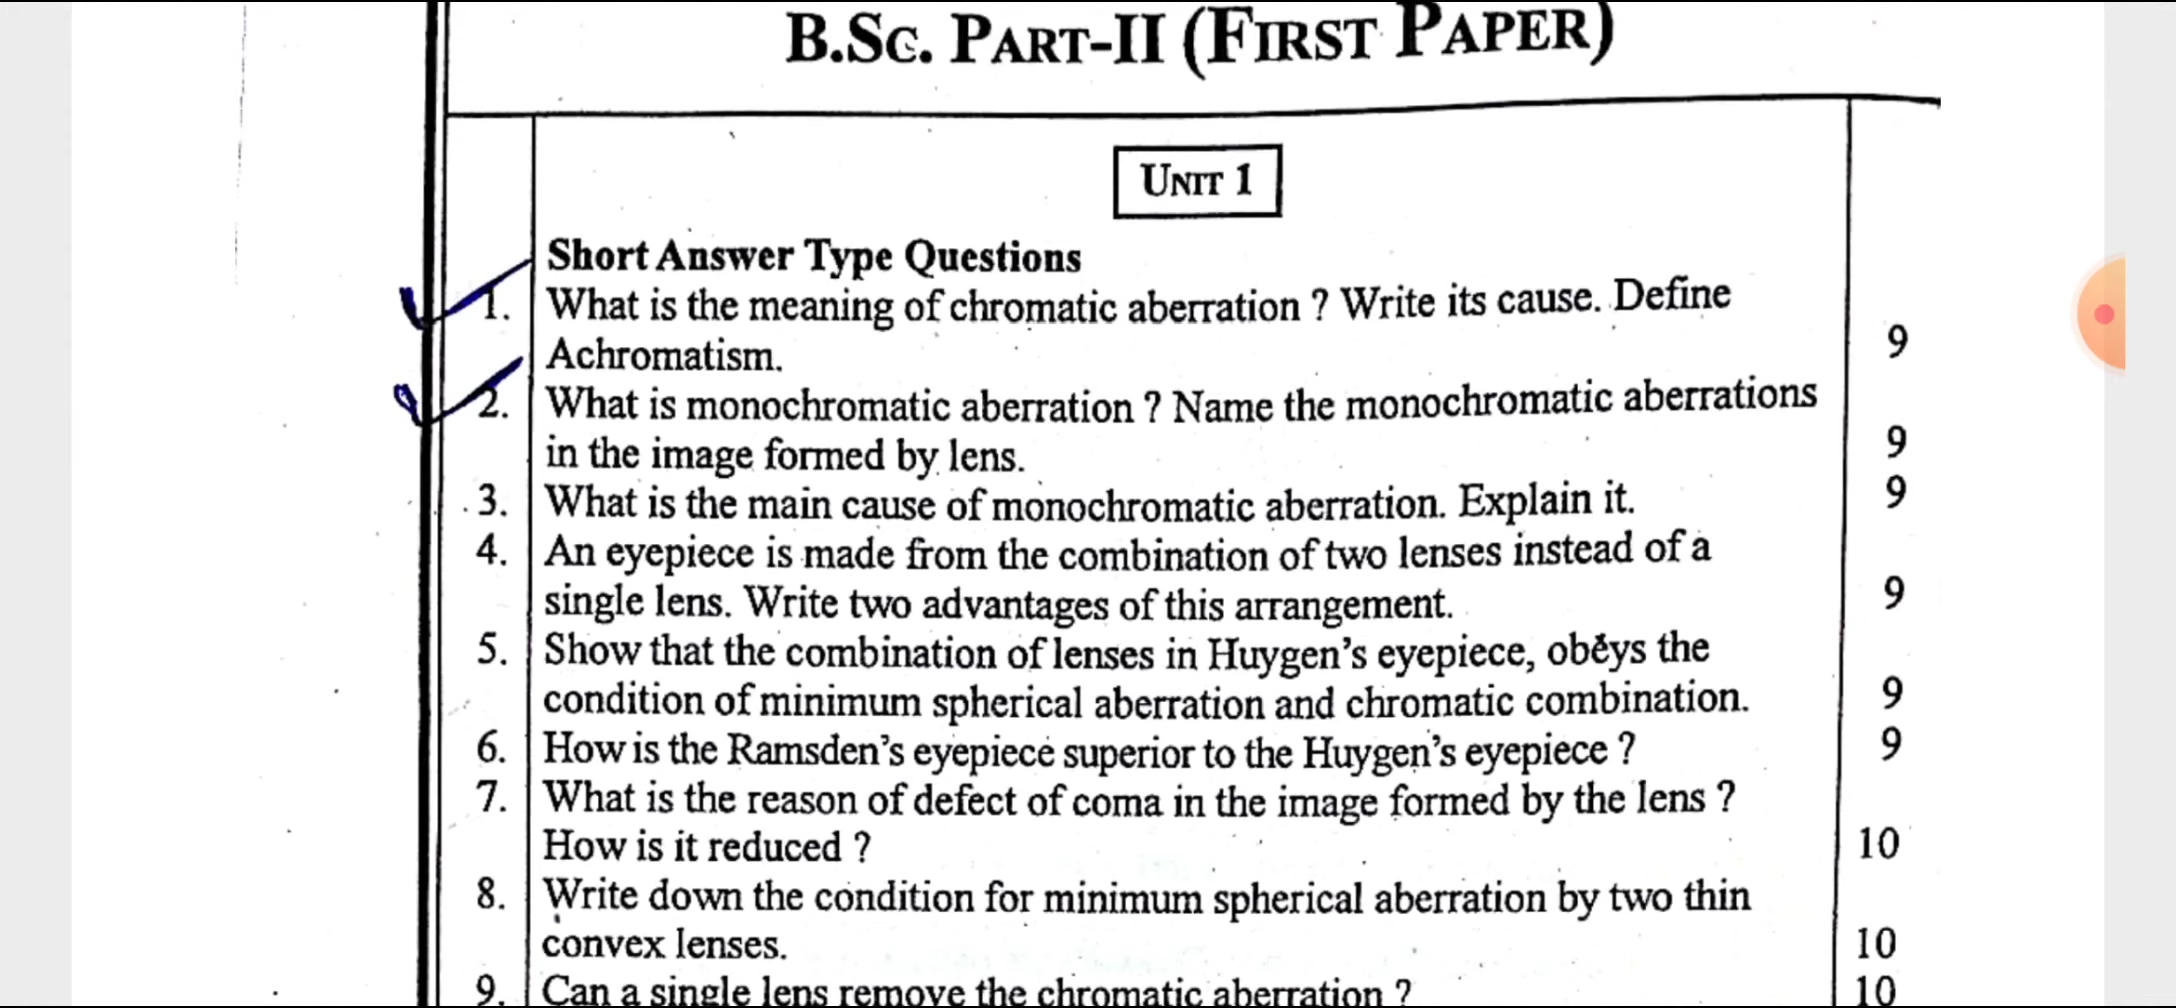 B.Sc. Part-II (First Paper)
Unit 1
Short Answer Type Questions
1. What is the meaning of chromatic aberration ? Write its cause. Define
Achromatism. 9
2. What is monochromatic aberration ? Name the monochromatic aberrations
in the image formed by lens. 9
3. What is the main cause of monochromatic aberration. Explain it. 9
4. An eyepiece is made from the combination of two lenses instead of a
single lens. Write two advantages of this arrangement. 9
5. Show that the combination of lenses in Huygen's eyepiece, obeys the
condition of minimum spherical aberration and chromatic combination. 9
6. How is the Ramsden's eyepiece superior to the Huygen's eyepiece ? 9
7. What is the reason of defect of coma in the image formed by the lens ?
How is it reduced ? 10
8. Write down the condition for minimum spherical aberration by two thin
convex lenses. 10
9. Can a single lens remove the chromatic aberration ? 10